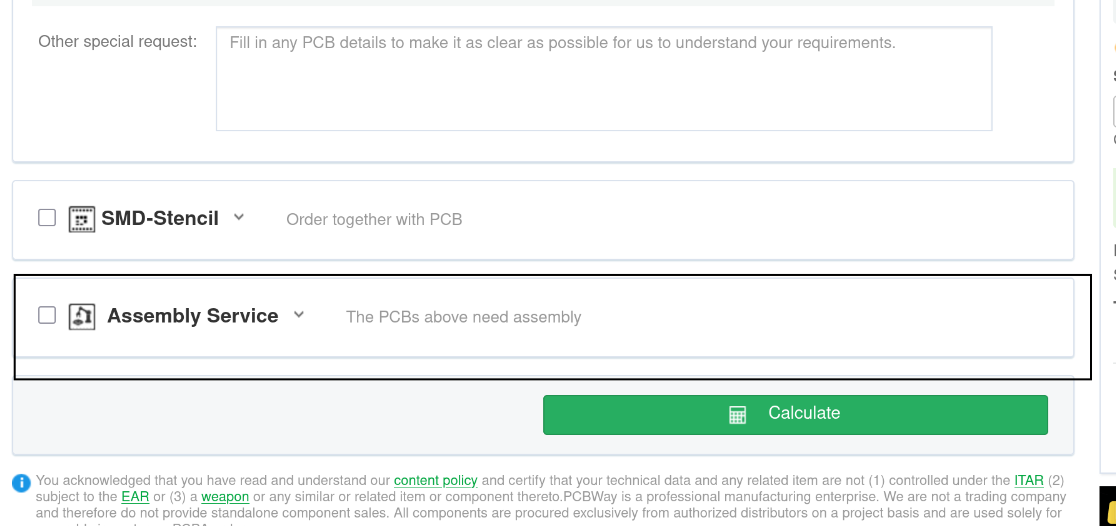 Other special request:
Fill in any PCB details to make it as clear as possible for us to understand your requirements.
SMD-Stencil
Order together with PCB
Assembly Service
The PCBs above need assembly
Calculate
You acknowledged that you have read and understand our content policy and certify that your technical data and any related item are not (1) controlled under the ITAR (2)
subject to the EAR or (3) a weapon or any similar or related item or component thereto.PCBWay is a professional manufacturing enterprise. We are not a trading company
and therefore do not provide standalone component sales. All components are procured exclusively from authorized distributors on a project basis and are used solely for